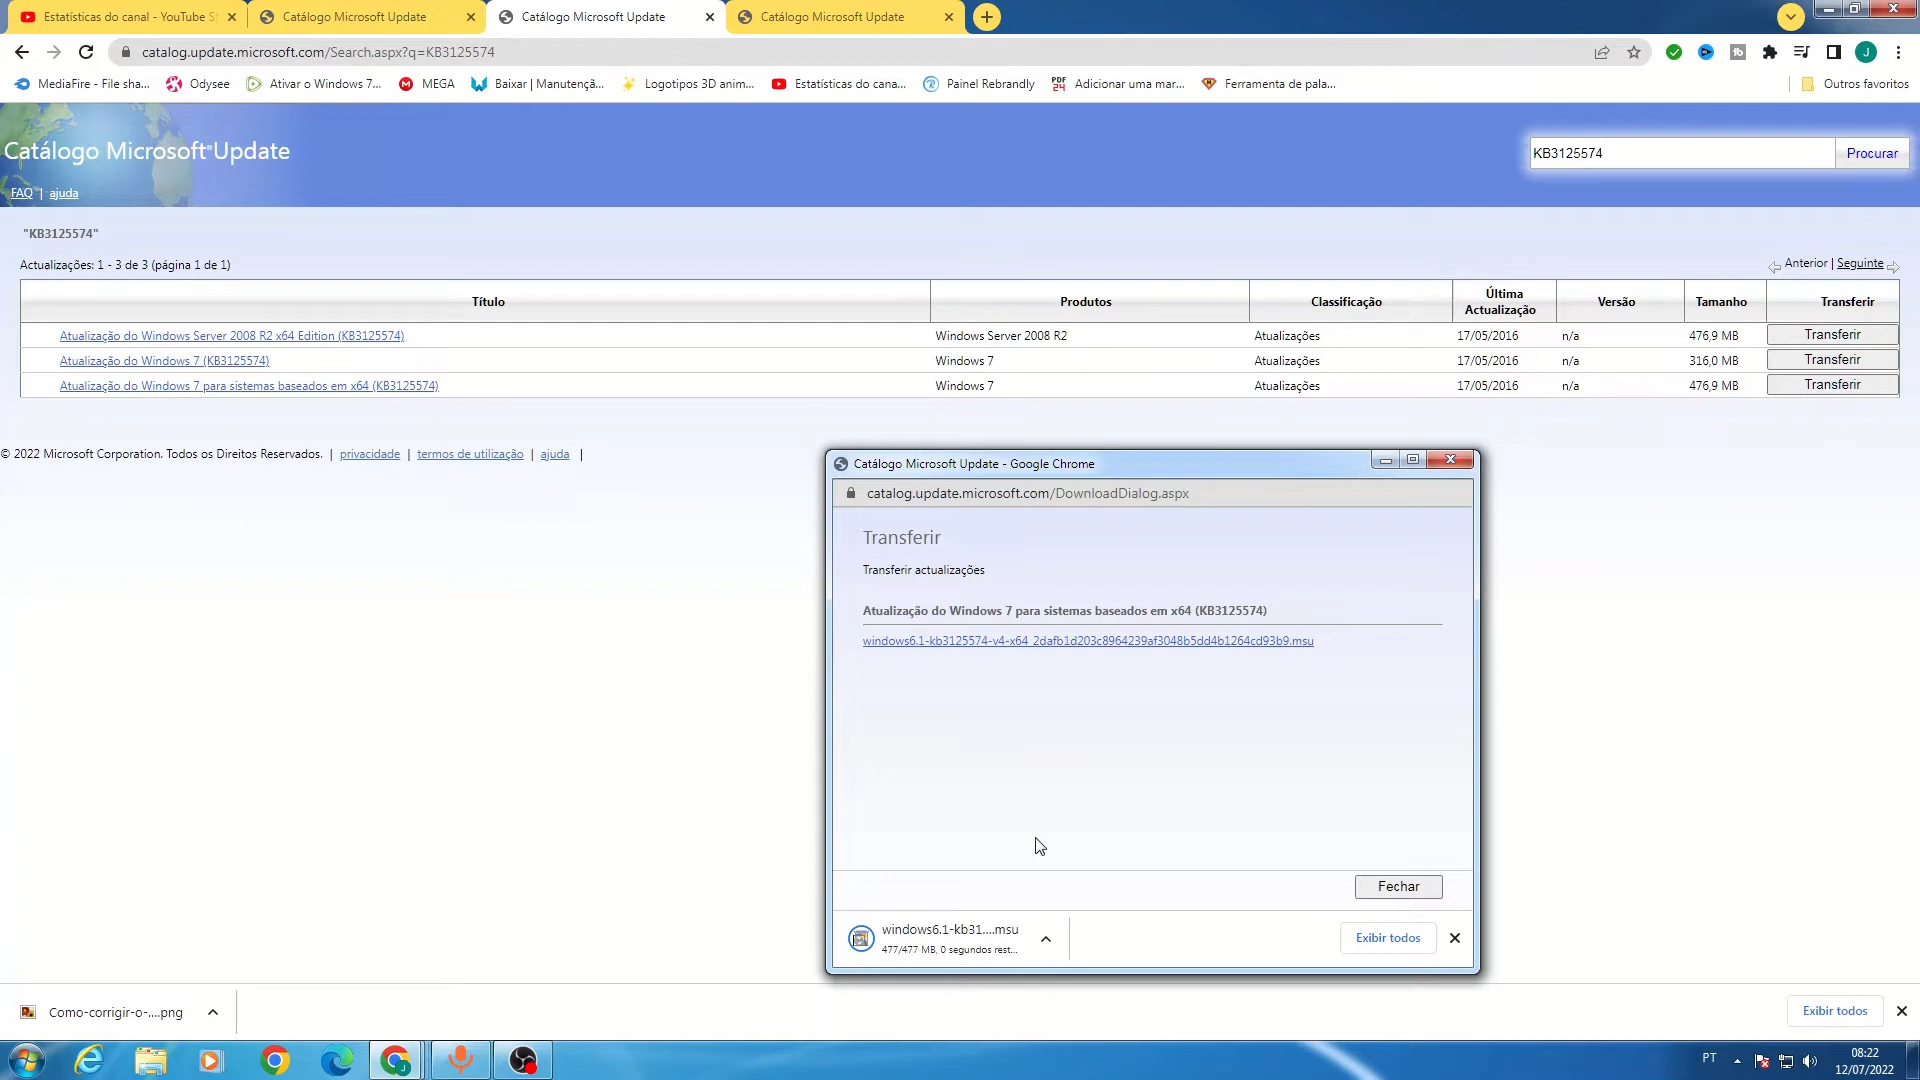 Estatísticas do canal - YouTube St
Catálogo Microsoft Update
Catálogo Microsoft Update
Catálogo Microsoft Update
catalog.update.microsoft.com/Search.aspx?q=KB3125574
MediaFire - File sha...
Odysee
Ativar o Windows 7...
MEGA
Baixar | Manutençã...
Logotipos 3D anim...
Estatísticas do cana...
Painel Rebrandly
Adicionar uma mar...
Ferramenta de pala...
Outros favoritos
Catálogo Microsoft® Update
KB3125574
Procurar
FAQ | ajuda
"KB3125574"
Actualizações: 1 - 3 de 3 (página 1 de 1)
Anterior | Seguinte
Título Produtos Classificação Última Actualização Versão Tamanho Transferir
Atualização do Windows Server 2008 R2 x64 Edition (KB3125574) Windows Server 2008 R2 Atualizações 17/05/2016 n/a 476,9 MB Transferir
Atualização do Windows 7 (KB3125574) Windows 7 Atualizações 17/05/2016 n/a 316,0 MB Transferir
Atualização do Windows 7 para sistemas baseados em x64 (KB3125574) Windows 7 Atualizações 17/05/2016 n/a 476,9 MB Transferir
© 2022 Microsoft Corporation. Todos os Direitos Reservados. | privacidade | termos de utilização | ajuda |
Catálogo Microsoft Update - Google Chrome
catalog.update.microsoft.com/DownloadDialog.aspx
Transferir
Transferir actualizações
Atualização do Windows 7 para sistemas baseados em x64 (KB3125574)
windows6.1-kb3125574-v4-x64_2dafb1d203c8964239af3048b5dd4b1264cd93b9.msu
Fechar
windows6.1-kb31....msu
477/477 MB, 0 segundos rest...
Exibir todos
Como-corrigir-o-....png
Exibir todos
PT
08:22
12/07/2022